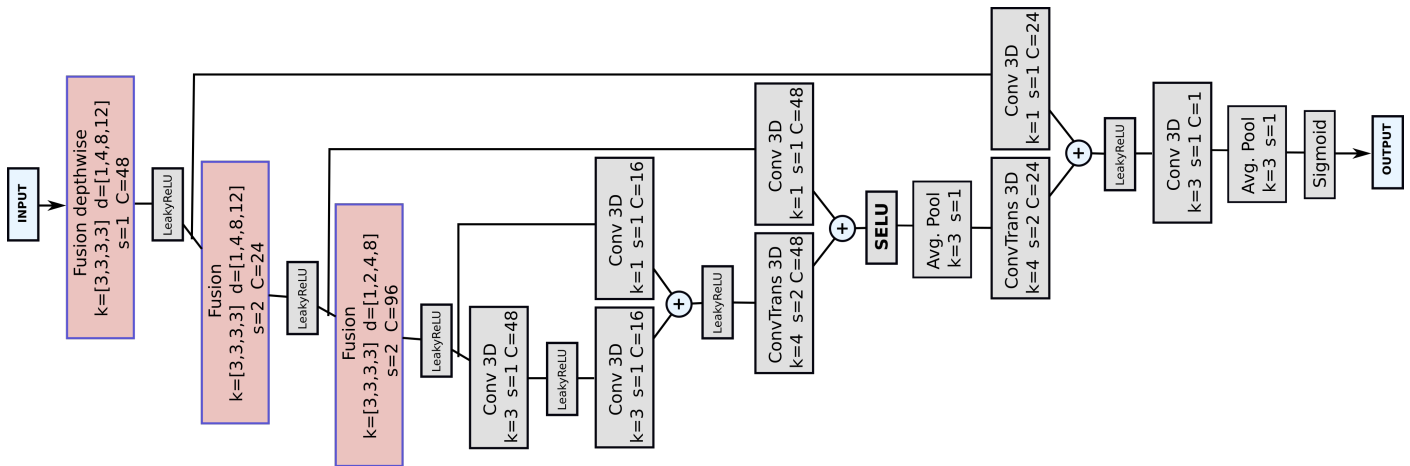 INPUT
Fusion depthwise
k=[3,3,3,3] d=[1,4,8,12]
s=1 C=48
LeakyReLU
Fusion
k=[3,3,3,3] d=[1,4,8,12]
s=2 C=24
LeakyReLU
Fusion
k=[3,3,3,3] d=[1,2,4,8]
s=2 C=96
LeakyReLU
Conv 3D
k=3 s=1 C=48
LeakyReLU
Conv 3D
k=1 s=1 C=16
Conv 3D
k=3 s=1 C=16
+
LeakyReLU
Conv 3D
k=1 s=1 C=48
ConvTrans 3D
k=4 s=2 C=48
+
SELU
Avg. Pool
k=3 s=1
Conv 3D
k=1 s=1 C=24
ConvTrans 3D
k=4 s=2 C=24
+
LeakyReLU
Conv 3D
k=3 s=1 C=1
Avg. Pool
k=3 s=1
Sigmoid
OUTPUT